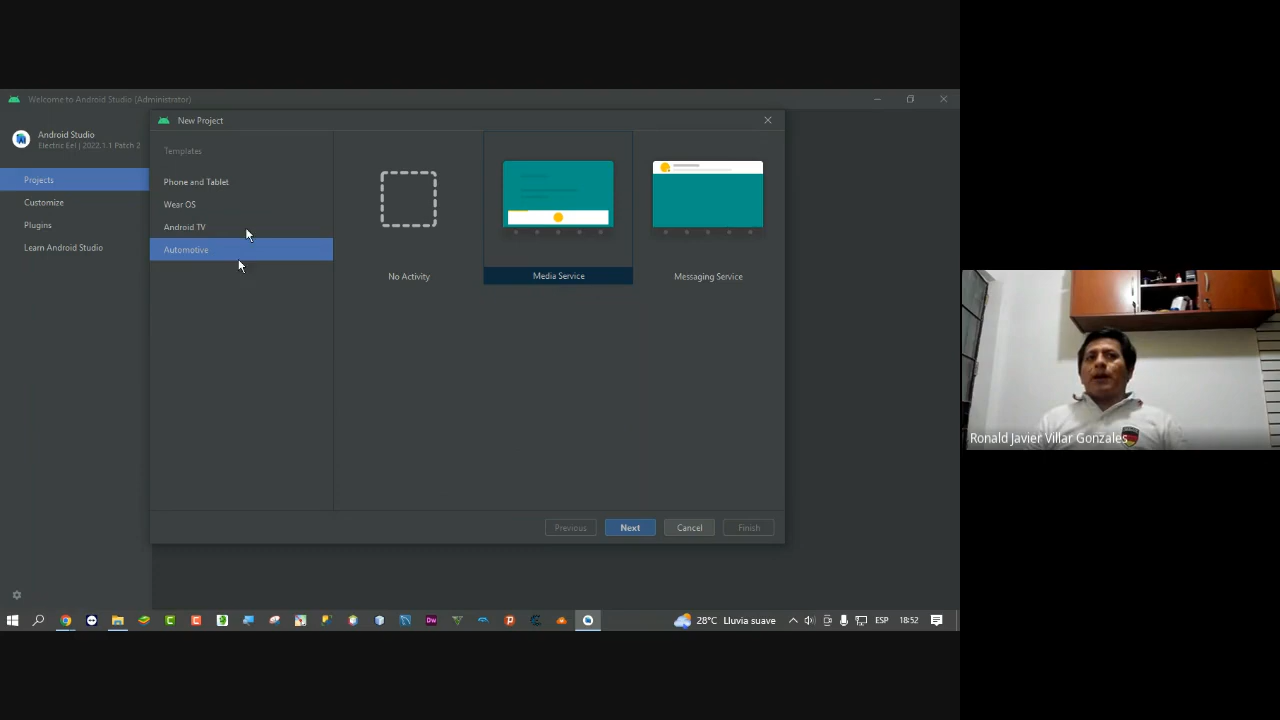 Welcome to Android Studio (Administrator)
New Project
Android Studio
Electric Eel | 2022.1.1 Patch 2
Projects
Customize
Plugins
Learn Android Studio
Templates
Phone and Tablet
Wear OS
Android TV
Automotive
No Activity
Media Service
Messaging Service
Previous
Next
Cancel
Finish
Ronald Javier Villar Gonzales
28°C Lluvia suave
ESP
18:52